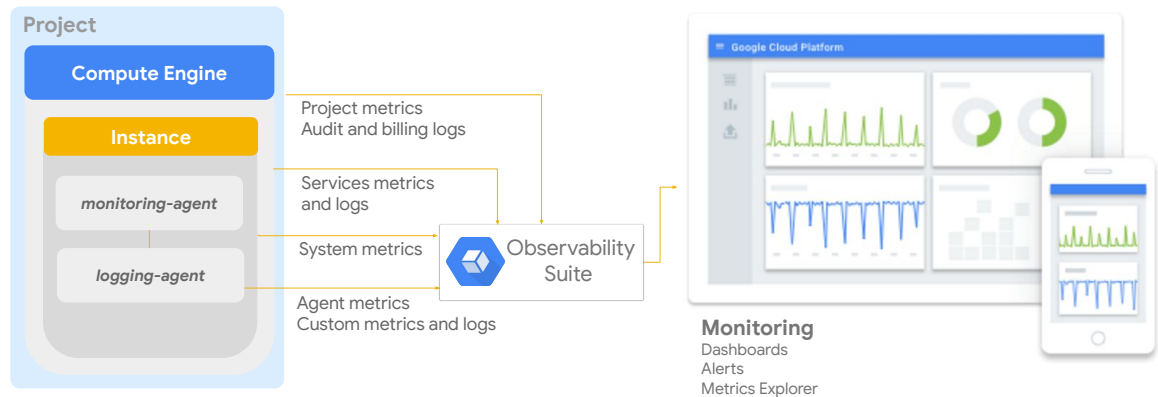 Project
Compute Engine
Instance
monitoring-agent
logging-agent
Project metrics
Audit and billing logs
Services metrics
and logs
System metrics
Agent metrics
Custom metrics and logs
Observability
Suite
Google Cloud Platform
Monitoring
Dashboards
Alerts
Metrics Explorer